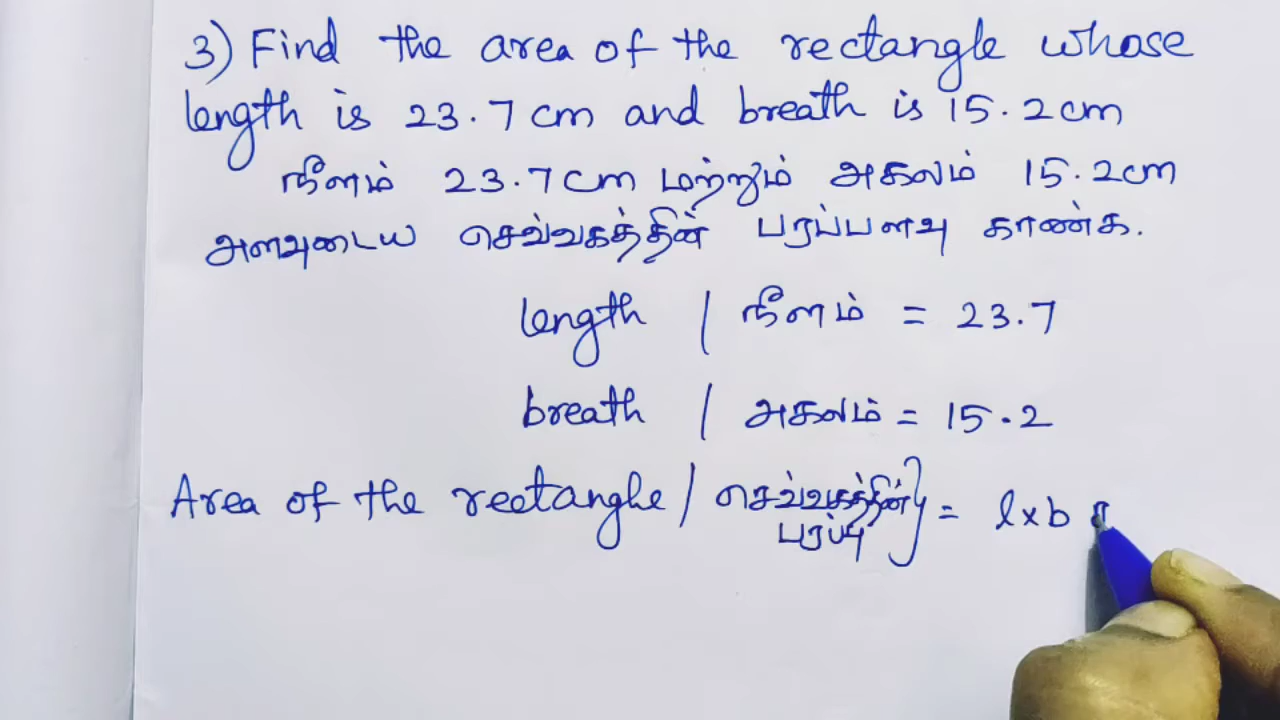 3) Find the area of the rectangle whose
length is 23.7 cm and breath is 15.2 cm
நீளம் 23.7 cm மற்றும் அகலம் 15.2 cm
அளவுடைய செவ்வகத்தின் பரப்பளவு காண்க.
length / நீளம் = 23.7
breath / அகலம் = 15.2
Area of the rectanghe / செவ்வகத்தின் } = l x b
பரப்பு